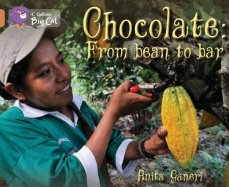 Collins
Big Cat
Chocolate:
From bean to bar
Anita Ganeri